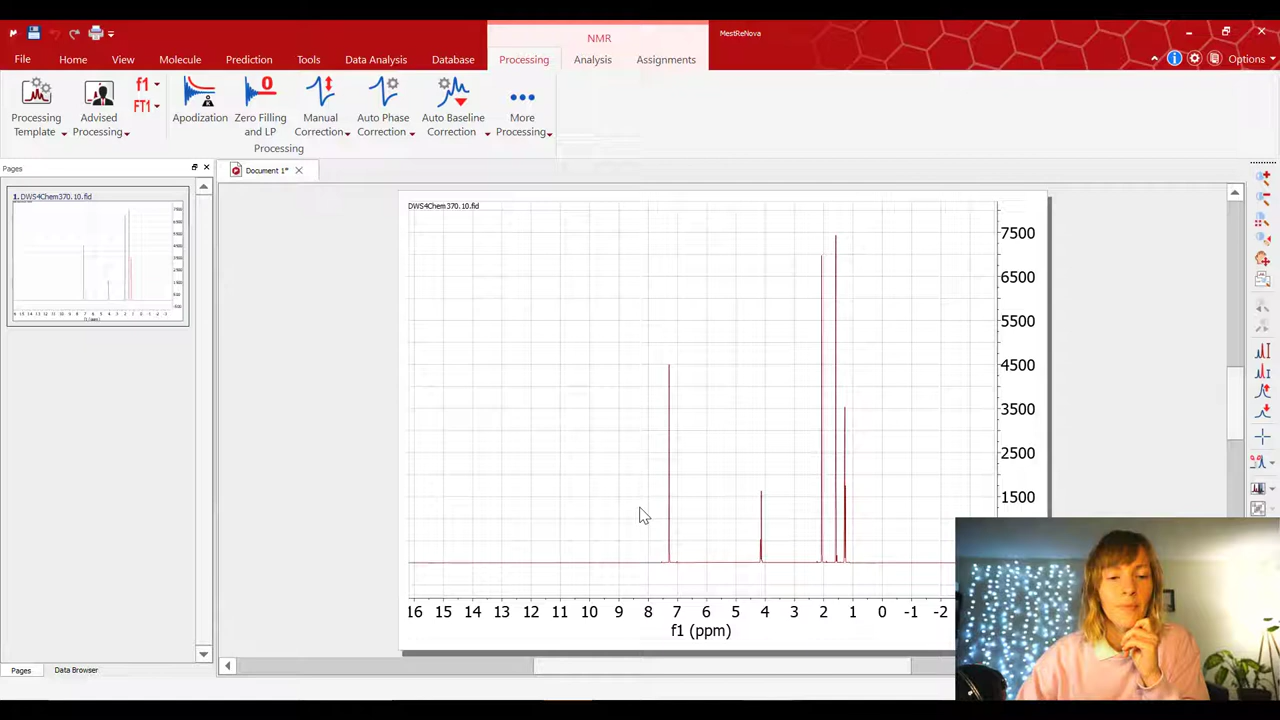 NMR
MestReNova
File Home View Molecule Prediction Tools Data Analysis Database Processing Analysis Assignments Options
f1
FT1
Processing Template
Advised Processing
Apodization
Zero Filling and LP
Manual Correction
Auto Phase Correction
Auto Baseline Correction
More Processing
Processing
Pages
Document 1*
1. DWS4Chem370.10.fid
DWS4Chem370.10.fid
7500
6500
5500
4500
3500
2500
1500
16 15 14 13 12 11 10 9 8 7 6 5 4 3 2 1 0 -1 -2
f1 (ppm)
Pages Data Browser